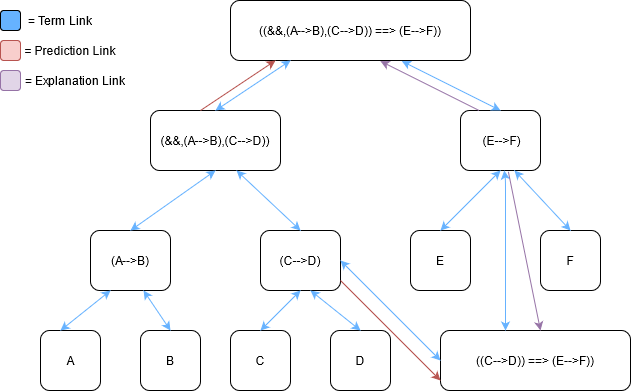 = Term Link
= Prediction Link
= Explanation Link
((&&,(A-->B),(C-->D)) ==> (E-->F))
(&&,(A-->B),(C-->D))
(E-->F)
(A-->B)
(C-->D)
E
F
A
B
C
D
((C-->D)) ==> (E-->F))